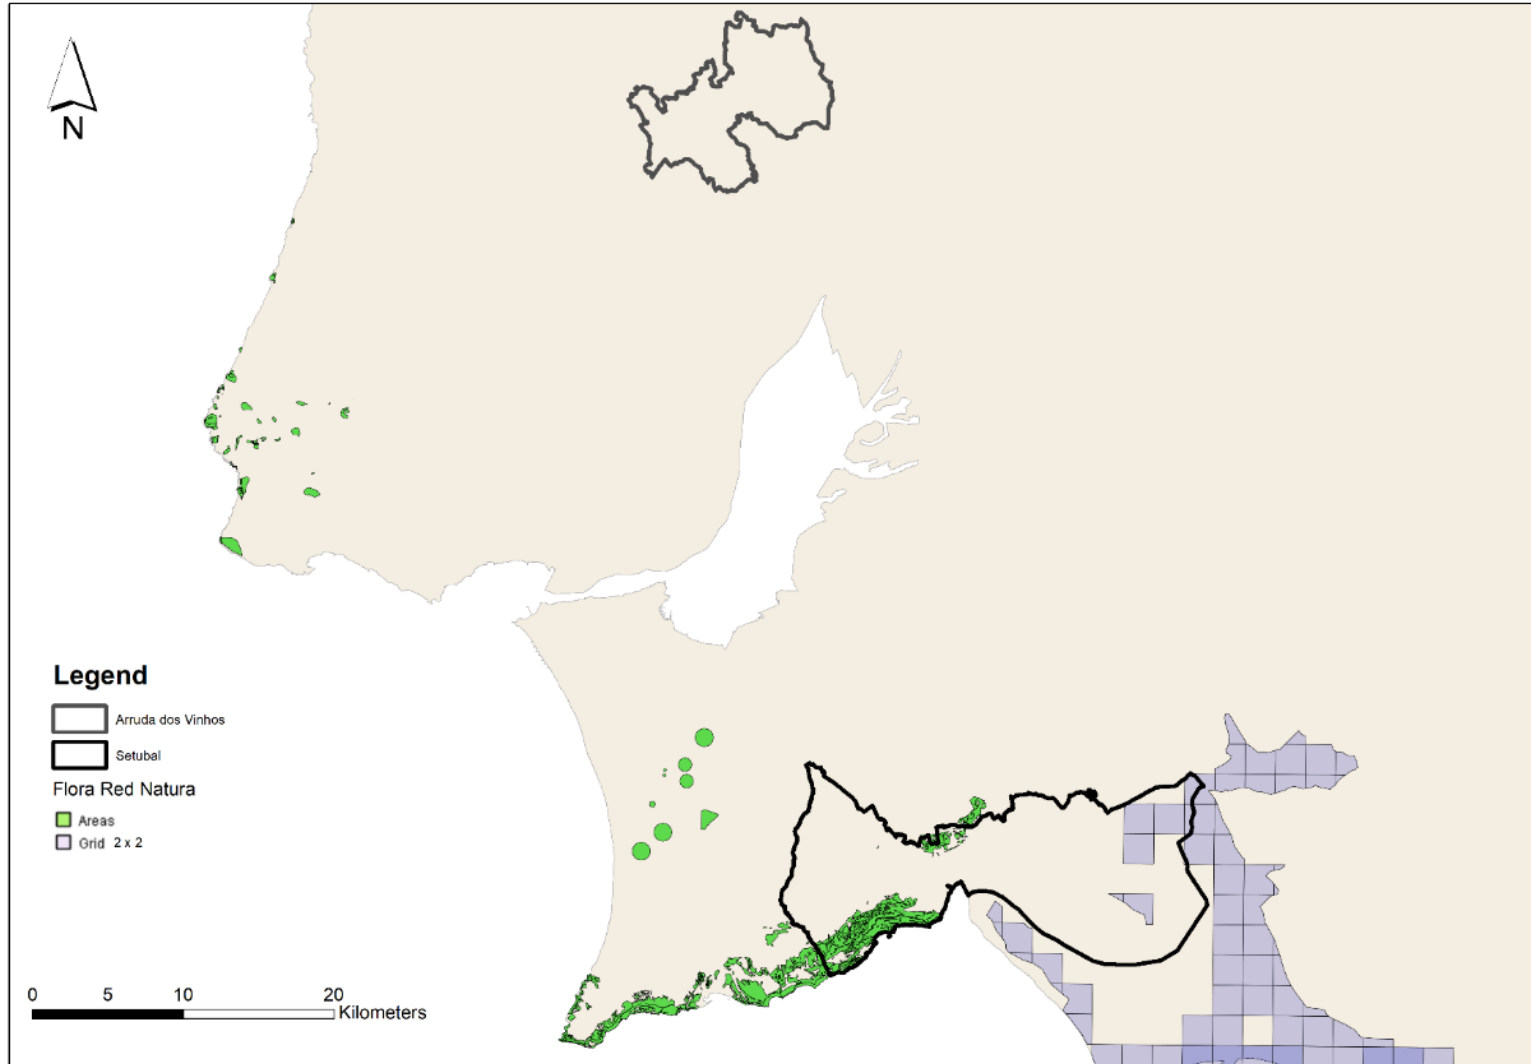 N
Legend
Arruda dos Vinhos
Setubal
Flora Red Natura
Areas
Grid 2 x 2
0 5 10 20
Kilometers